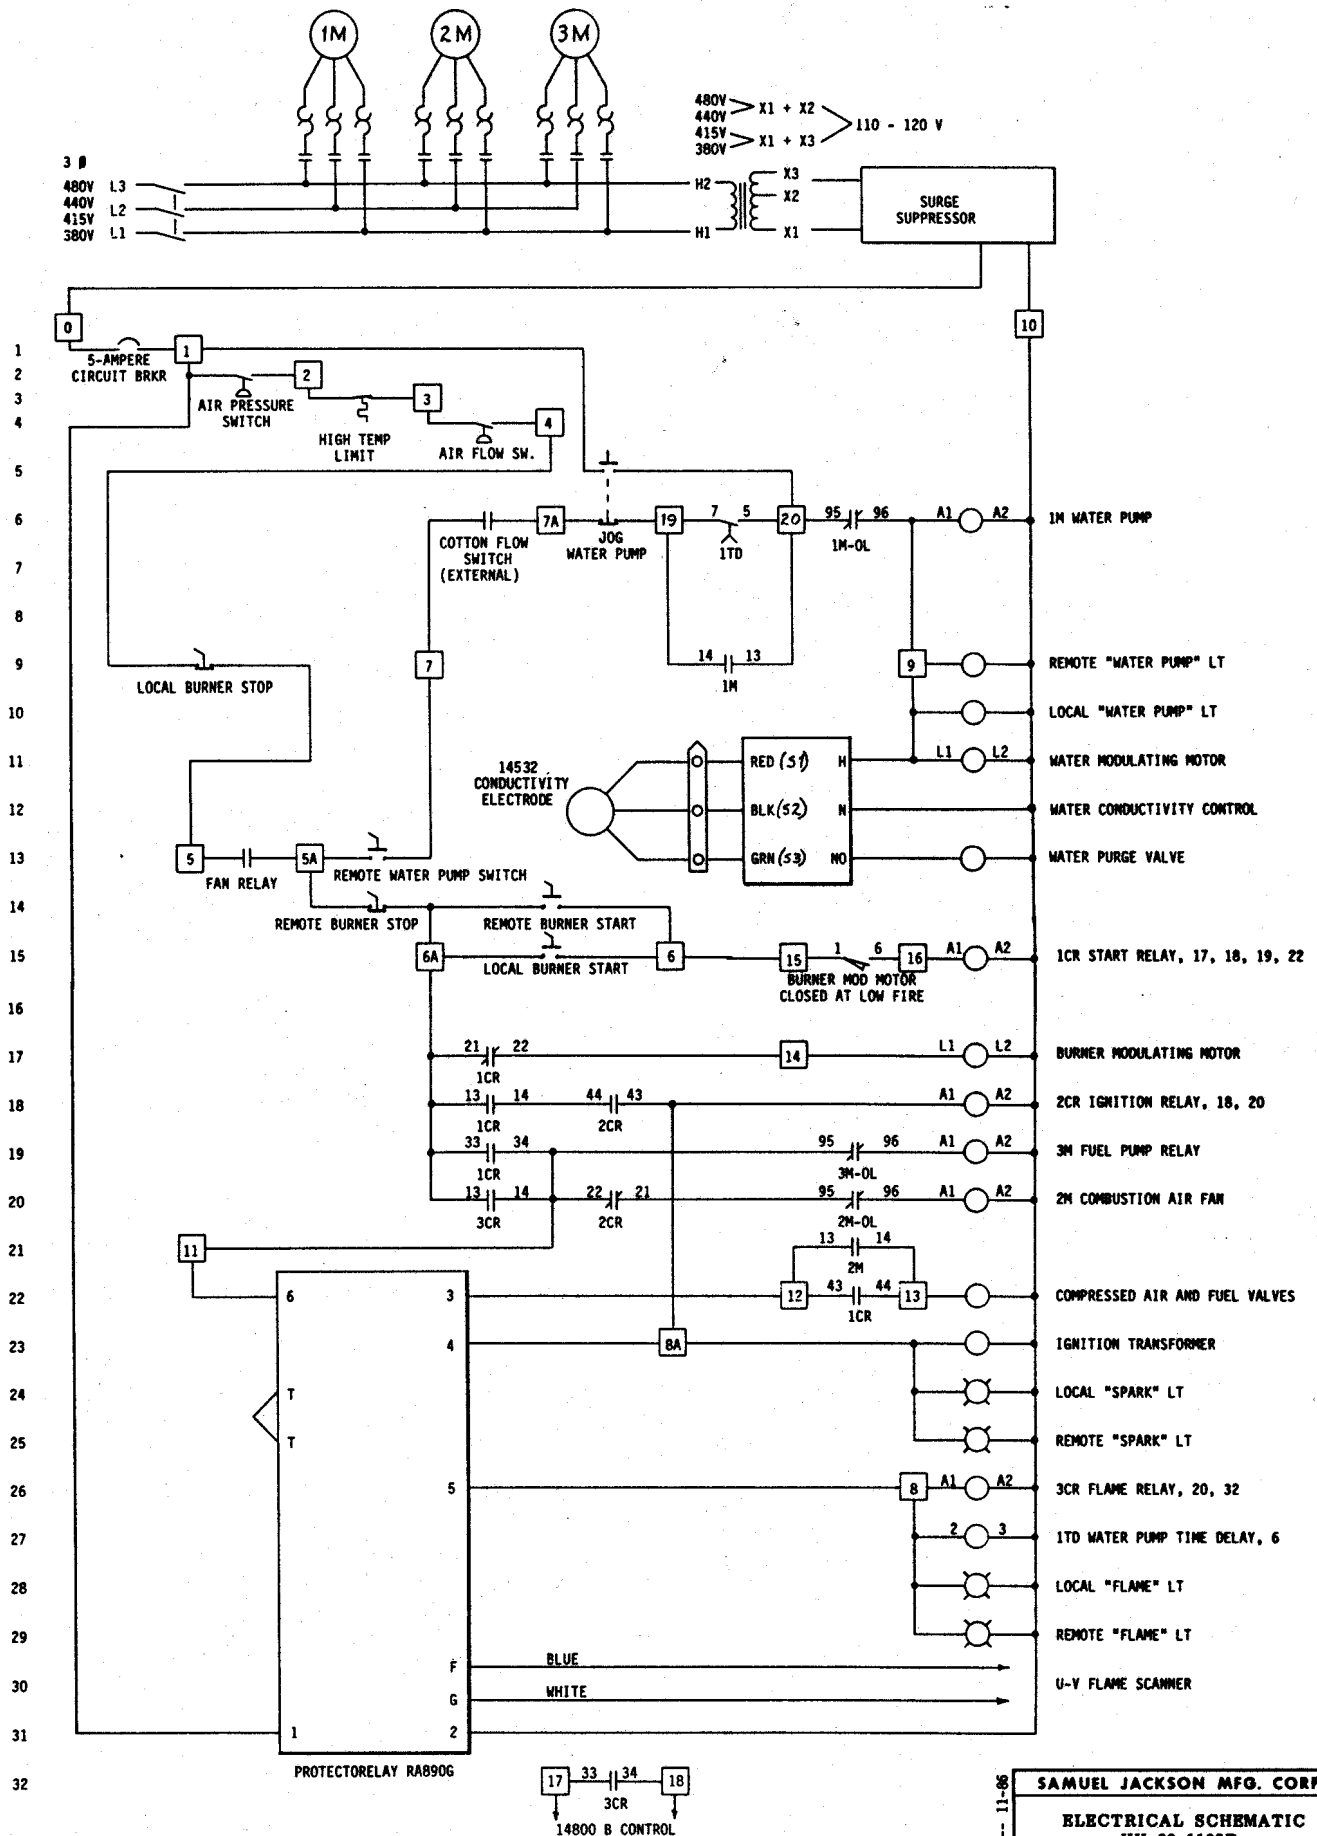 1M 2M 3M
480V
440V X1 + X2
415V 110 - 120 V
380V X1 + X3
3 Ø
480V L3
440V L2
415V
380V L1
H2 X3
X2
H1 X1
SURGE
SUPPRESSOR
0
10
1
5-AMPERE
CIRCUIT BRKR
1
2
AIR PRESSURE
SWITCH
2
3
HIGH TEMP
LIMIT
3
4
AIR FLOW SW.
4
5
6
COTTON FLOW
SWITCH
(EXTERNAL)
7A
JOG
WATER PUMP
19
7 5
1TD
20
95 96
1M-OL
A1 A2
1M WATER PUMP
7
8
9
LOCAL BURNER STOP
7
14 13
1M
9
REMOTE "WATER PUMP" LT
10
LOCAL "WATER PUMP" LT
11
14532
CONDUCTIVITY
ELECTRODE
RED (S1) H
L1 L2
WATER MODULATING MOTOR
12
BLK (S2) N
WATER CONDUCTIVITY CONTROL
13
5
FAN RELAY
5A
REMOTE WATER PUMP SWITCH
GRN (S3) NO
WATER PURGE VALVE
14
REMOTE BURNER STOP
REMOTE BURNER START
15
6A
LOCAL BURNER START
6
15
1 6
BURNER MOD MOTOR
CLOSED AT LOW FIRE
16
A1 A2
1CR START RELAY, 17, 18, 19, 22
16
17
21 22
1CR
14
L1 L2
BURNER MODULATING MOTOR
18
13 14
1CR
44 43
2CR
A1 A2
2CR IGNITION RELAY, 18, 20
19
33 34
1CR
95 96
3M-OL
A1 A2
3M FUEL PUMP RELAY
20
13 14
3CR
22 21
2CR
95 96
2M-OL
A1 A2
2M COMBUSTION AIR FAN
21
11
13 14
2M
22
6 3
12
43 44
1CR
13
COMPRESSED AIR AND FUEL VALVES
23
4
8A
IGNITION TRANSFORMER
24
T
LOCAL "SPARK" LT
25
T
REMOTE "SPARK" LT
26
5
8
A1 A2
3CR FLAME RELAY, 20, 32
27
2 3
1TD WATER PUMP TIME DELAY, 6
28
LOCAL "FLAME" LT
29
REMOTE "FLAME" LT
F BLUE
30
U-V FLAME SCANNER
G WHITE
31
1 2
PROTECTORELAY RA890G
32
17
33 34
3CR
18
14800 B CONTROL
11-86
SAMUEL JACKSON MFG. CORP
ELECTRICAL SCHEMATIC